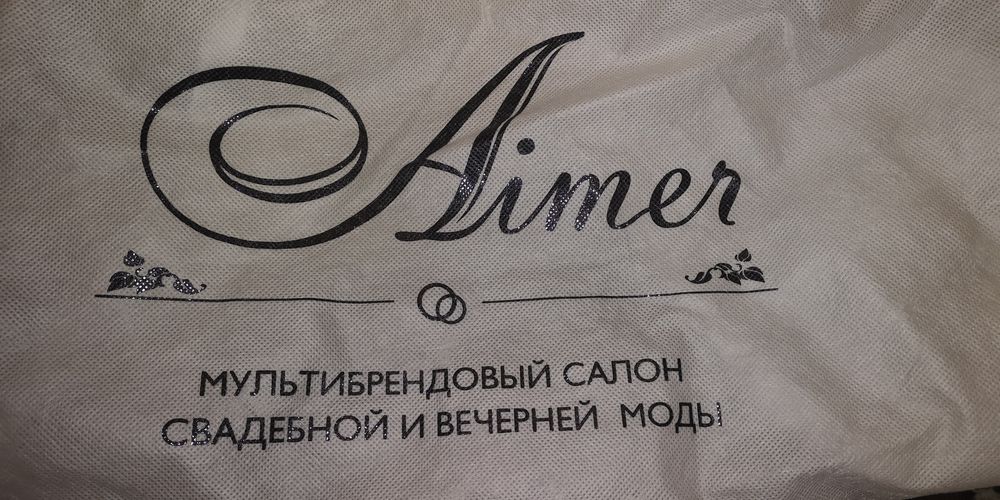 Aimer
МУЛЬТИБРЕНДОВЫЙ САЛОН
СВАДЕБНОЙ И ВЕЧЕРНЕЙ МОДЫ